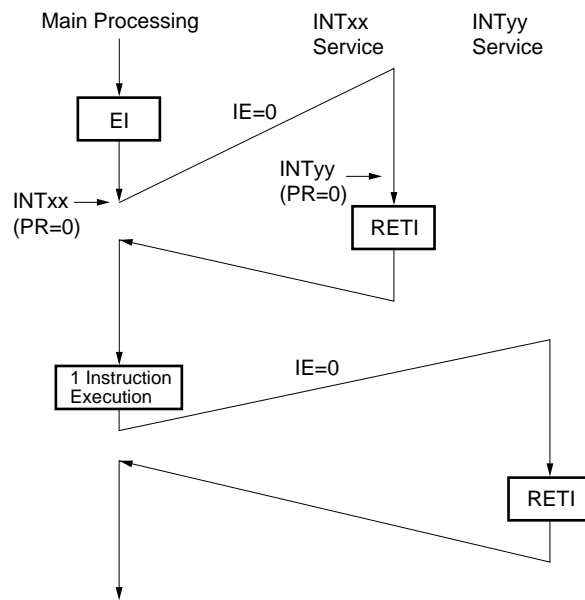 Main Processing
INTxx
Service
INTyy
Service
EI
IE=0
INTxx
(PR=0)
INTyy
(PR=0)
RETI
1 Instruction
Execution
IE=0
RETI